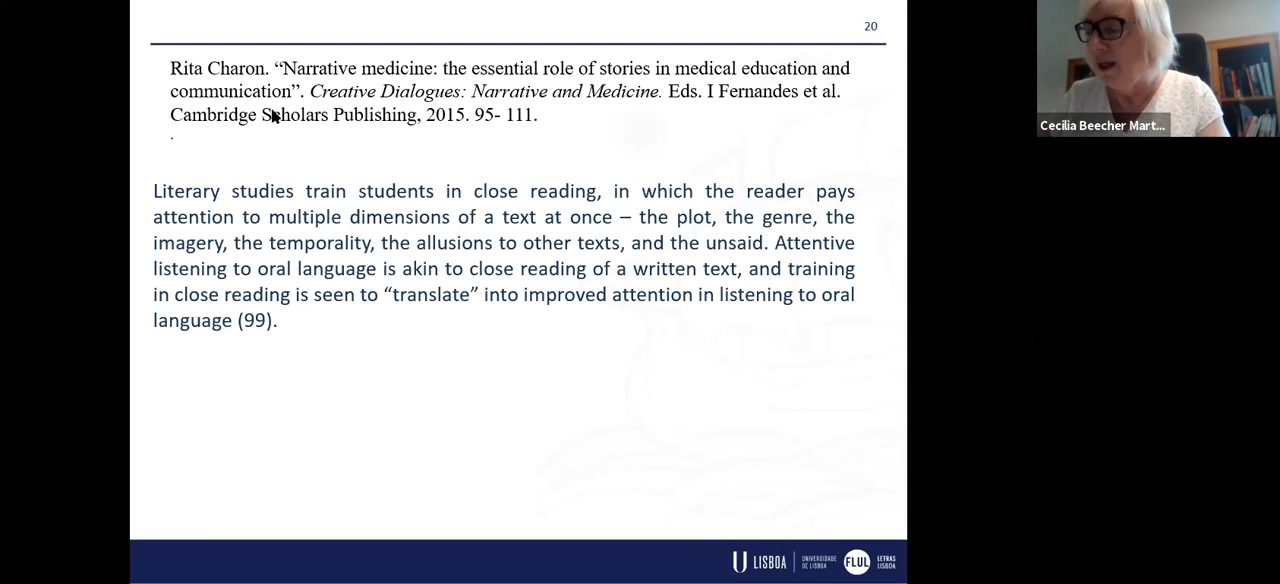 20
Rita Charon. “Narrative medicine: the essential role of stories in medical education and
communication”. Creative Dialogues: Narrative and Medicine. Eds. I Fernandes et al.
Cambridge Scholars Publishing, 2015. 95- 111.
.
Literary studies train students in close reading, in which the reader pays
attention to multiple dimensions of a text at once – the plot, the genre, the
imagery, the temporality, the allusions to other texts, and the unsaid. Attentive
listening to oral language is akin to close reading of a written text, and training
in close reading is seen to “translate” into improved attention in listening to oral
language (99).
Cecilia Beecher Mart...
U LISBOA
UNIVERSIDADE
DE LISBOA
FLUL
LETRAS
LISBOA